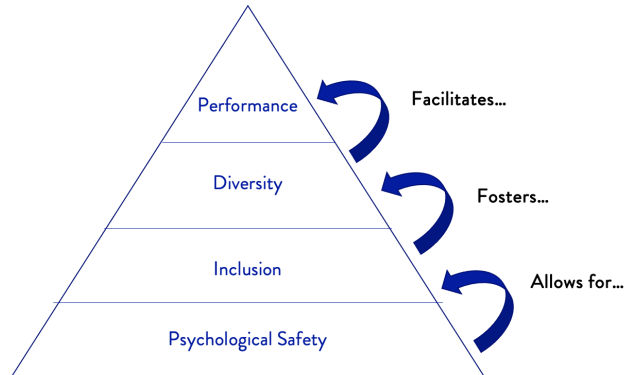 Performance
Facilitates...
Diversity
Fosters...
Inclusion
Allows for...
Psychological Safety